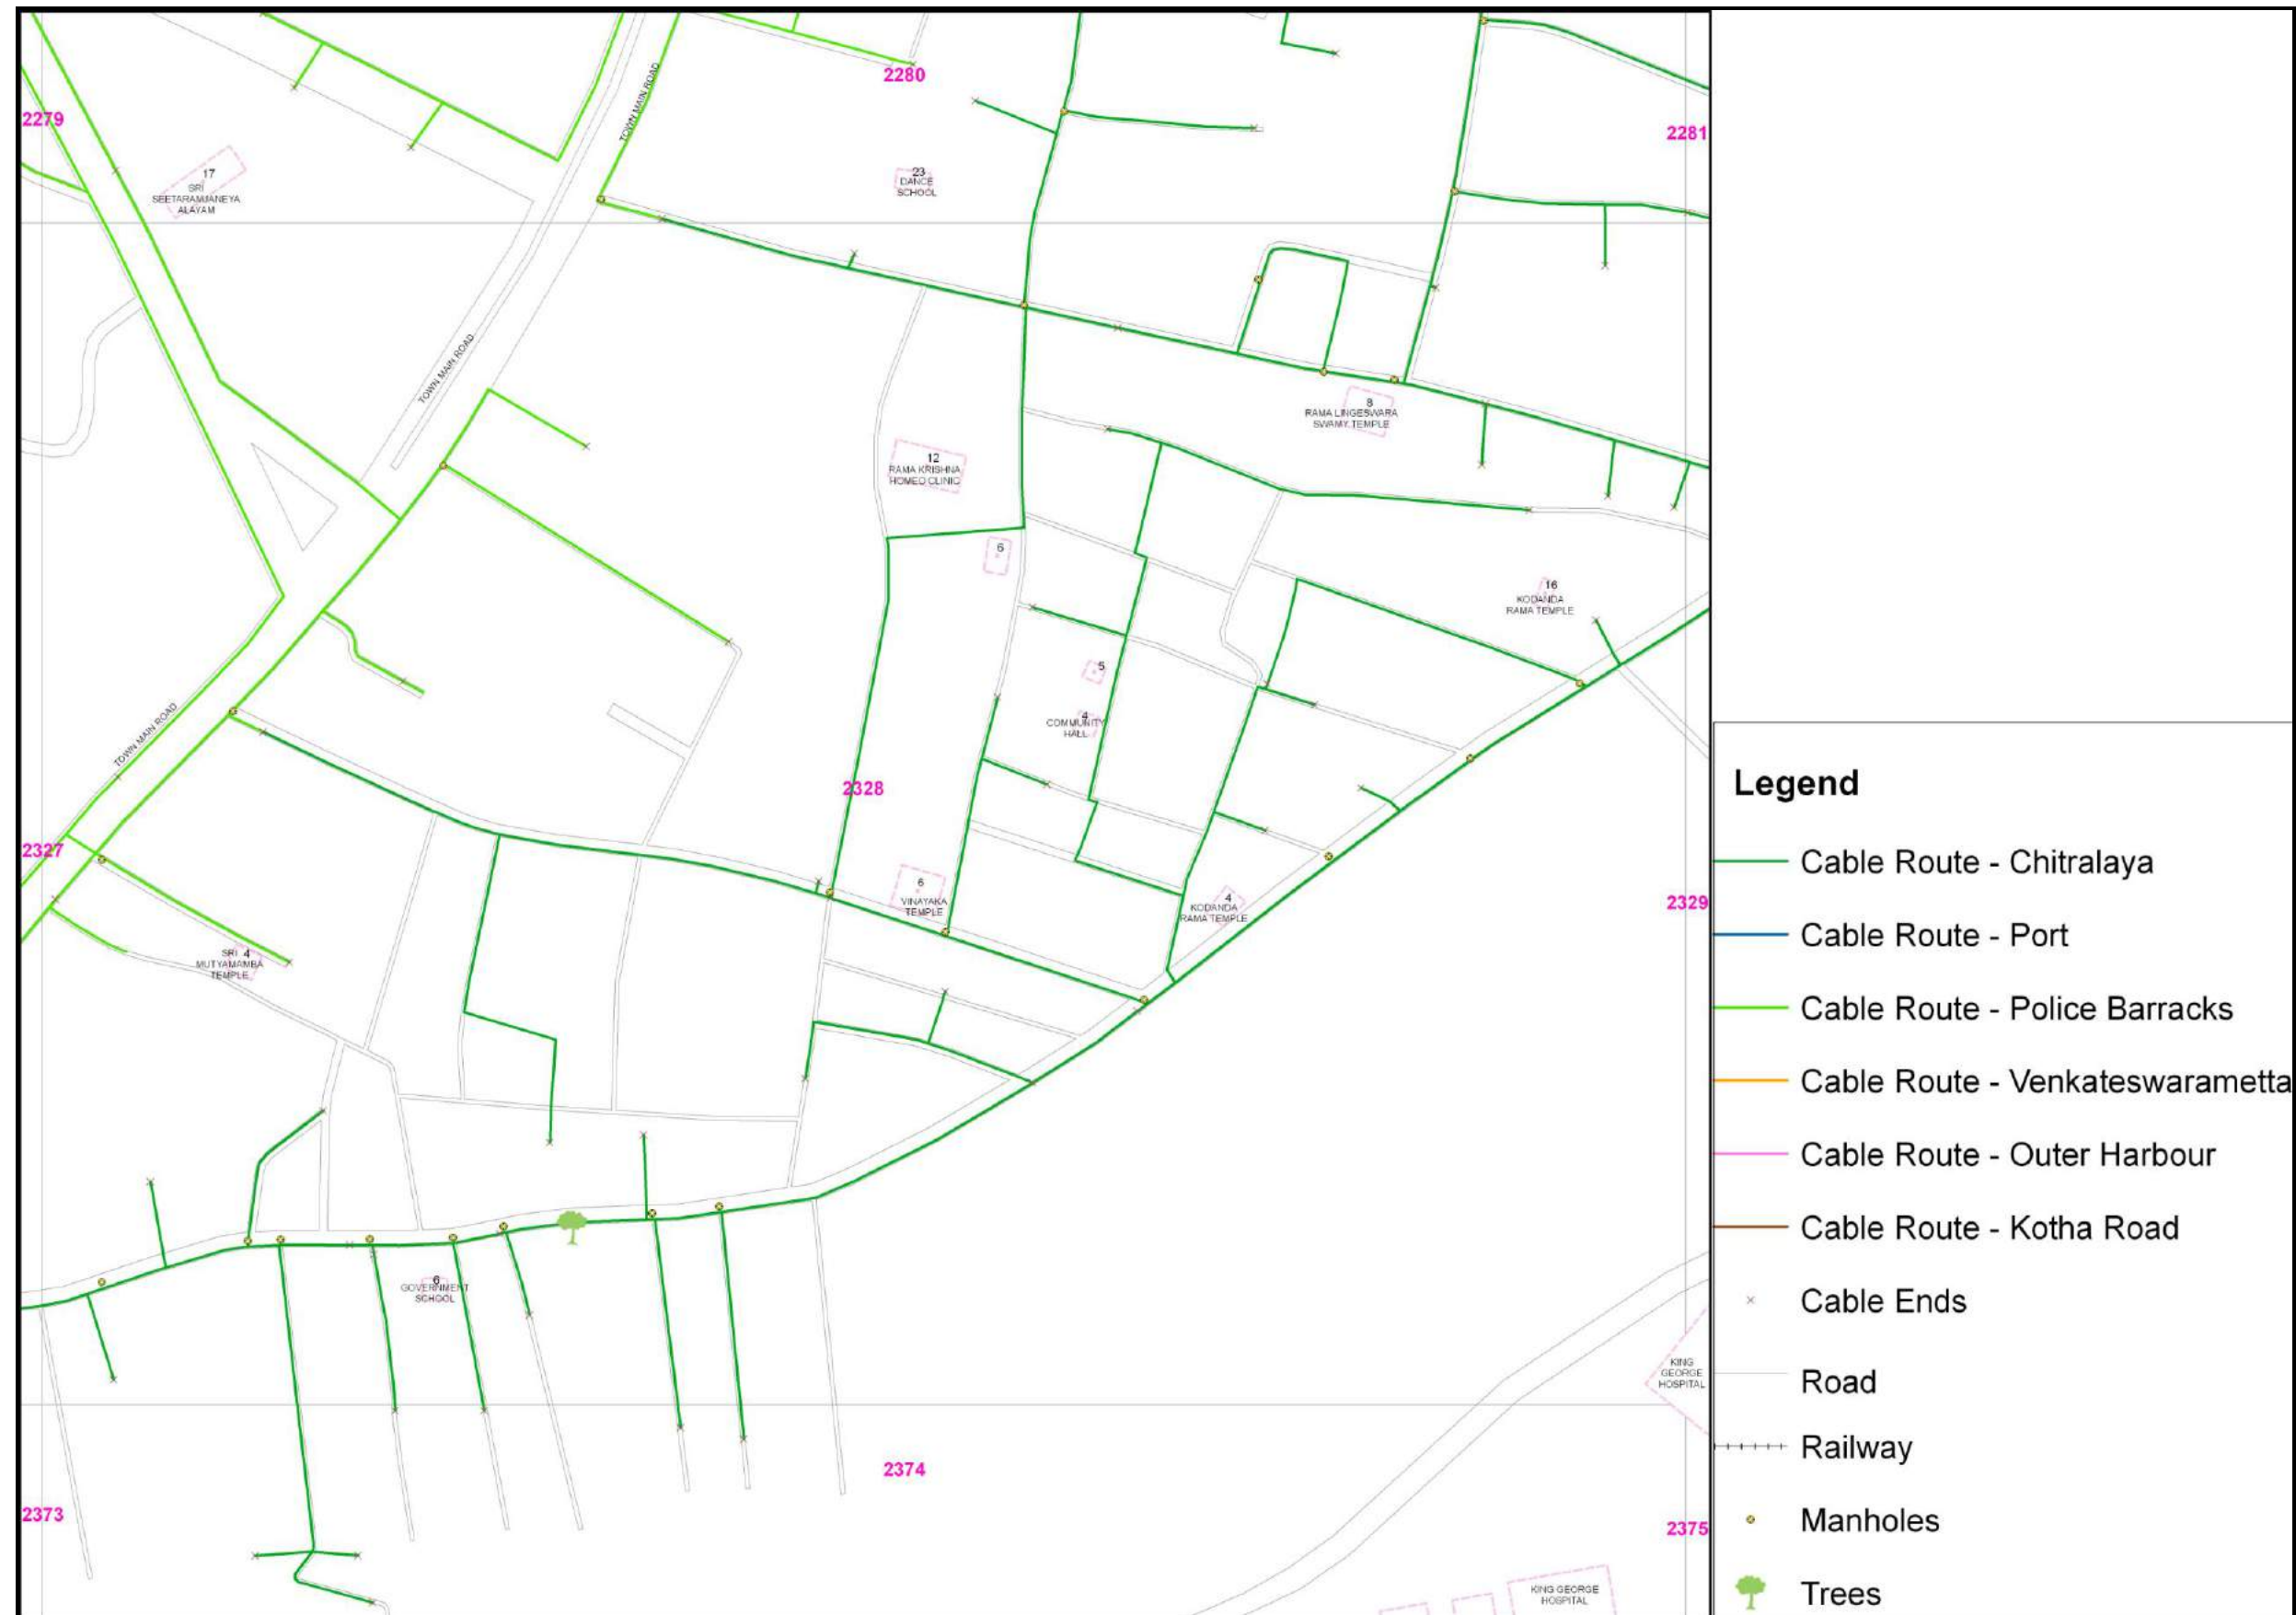 2280
2279
2281
TOWN MAIN ROAD
17
SRI
SEETARAMJANEYA
ALAYAM
23
DANCE
SCHOOL
TOWN MAIN ROAD
8
RAMA LINGESWARA
SWAMY TEMPLE
12
RAMA KRISHNA
HOMEO CLINIC
6
16
KODANDA
RAMA TEMPLE
5
4
COMMUNITY
HALL
TOWN MAIN ROAD
2328
2327
6
VINAYAKA
TEMPLE
4
KODANDA
RAMA TEMPLE
2329
SRI 4
MUTYAMAMBA
TEMPLE
6
GOVERNMENT
SCHOOL
KING
GEORGE
HOSPITAL
2374
2373
2375
KING GEORGE
HOSPITAL
Legend
Cable Route - Chitralaya
Cable Route - Port
Cable Route - Police Barracks
Cable Route - Venkateswarametta
Cable Route - Outer Harbour
Cable Route - Kotha Road
Cable Ends
Road
Railway
Manholes
Trees